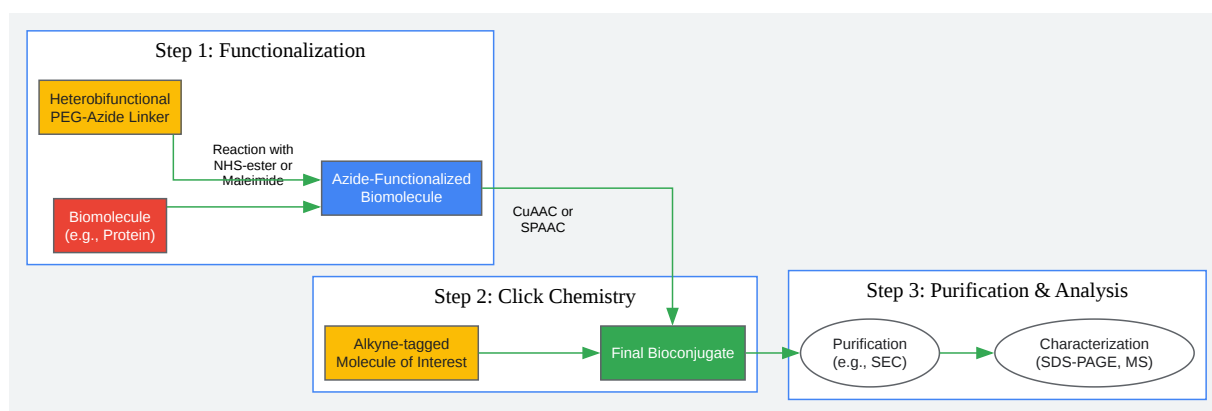 Step 1: Functionalization
Heterobifunctional
PEG-Azide Linker
Reaction with
NHS-ester or
Maleimide
Azide-Functionalized
Biomolecule
Biomolecule
(e.g., Protein)
CuAAC or
SPAAC
Step 2: Click Chemistry
Alkyne-tagged
Molecule of Interest
Final Bioconjugate
Step 3: Purification & Analysis
Purification
(e.g., SEC)
Characterization
(SDS-PAGE, MS)